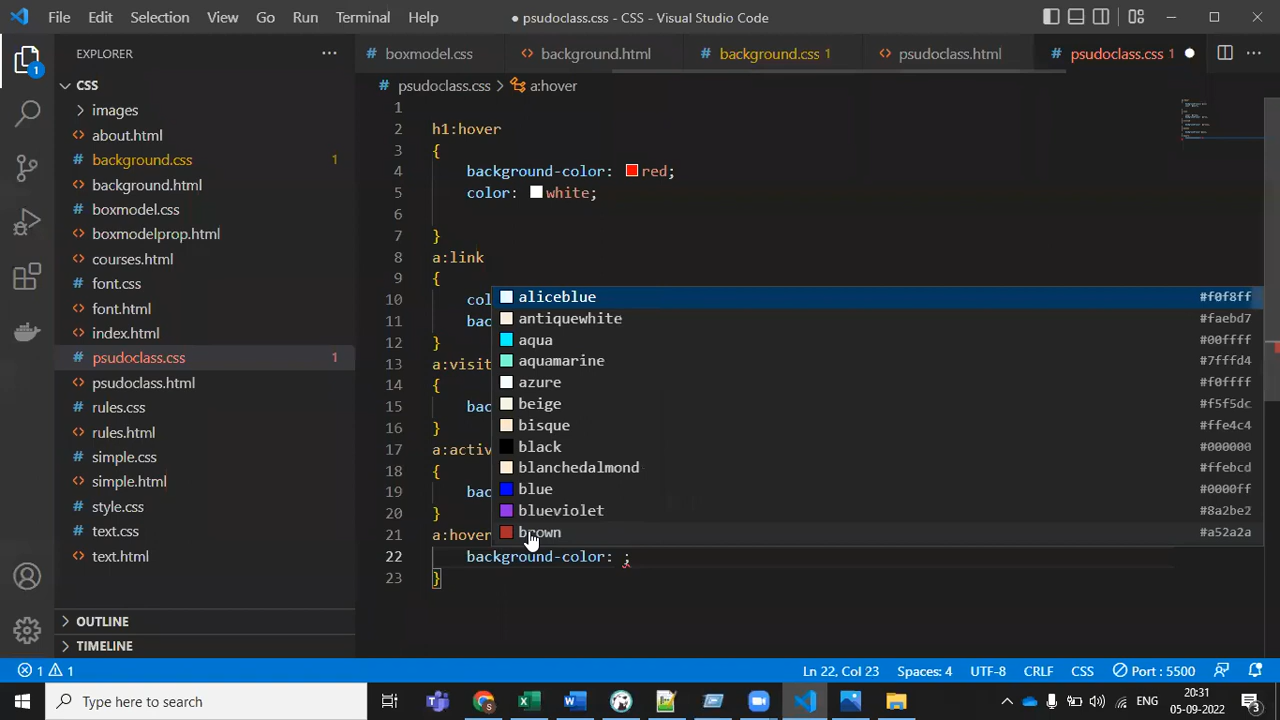 File Edit Selection View Go Run Terminal Help
● psudoclass.css - CSS - Visual Studio Code
EXPLORER ···
boxmodel.css
background.html
background.css 1
psudoclass.html
psudoclass.css 1 ●
1
CSS
images
about.html
background.css 1
background.html
boxmodel.css
boxmodelprop.html
courses.html
font.css
font.html
index.html
psudoclass.css 1
psudoclass.html
rules.css
rules.html
simple.css
simple.html
style.css
text.css
text.html
OUTLINE
TIMELINE
psudoclass.css > a:hover
1
2 h1:hover
3 {
4 background-color: red;
5 color: white;
6
7 }
8 a:link
9 {
10 col
11 bac
12 }
13 a:visit
14 {
15 bac
16 }
17 a:activ
18 {
19 bac
20 }
21 a:hover
22 background-color: ;
23 }
aliceblue #f0f8ff
antiquewhite #faebd7
aqua #00ffff
aquamarine #7fffd4
azure #f0ffff
beige #f5f5dc
bisque #ffe4c4
black #000000
blanchedalmond #ffebcd
blue #0000ff
blueviolet #8a2be2
brown #a52a2a
1 1
Ln 22, Col 23 Spaces: 4 UTF-8 CRLF CSS Port : 5500
Type here to search
ENG
20:31
05-09-2022
3